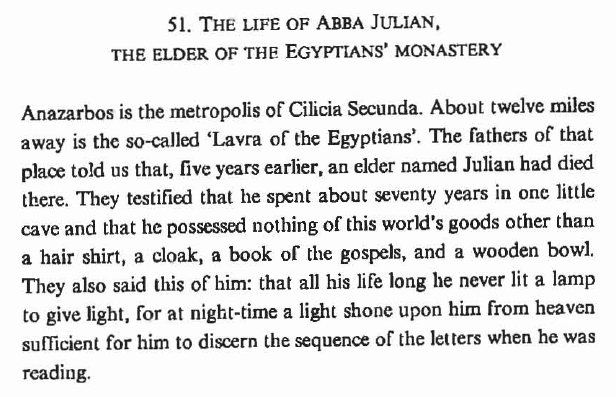 51. THE LIFE OF ABBA JULIAN,
THE ELDER OF THE EGYPTIANS' MONASTERY
Anazarbos is the metropolis of Cilicia Secunda. About twelve miles
away is the so-called ‘Lavra of the Egyptians’. The fathers of that
place told us that, five years earlier, an elder named Julian had died
there. They testified that he spent about seventy years in one little
cave and that he possessed nothing of this world's goods other than
a hair shirt, a cloak, a book of the gospels, and a wooden bowl.
They also said this of him: that all his life long he never lit a lamp
to give light, for at night-time a light shone upon him from heaven
sufficient for him to discern the sequence of the letters when he was
reading.